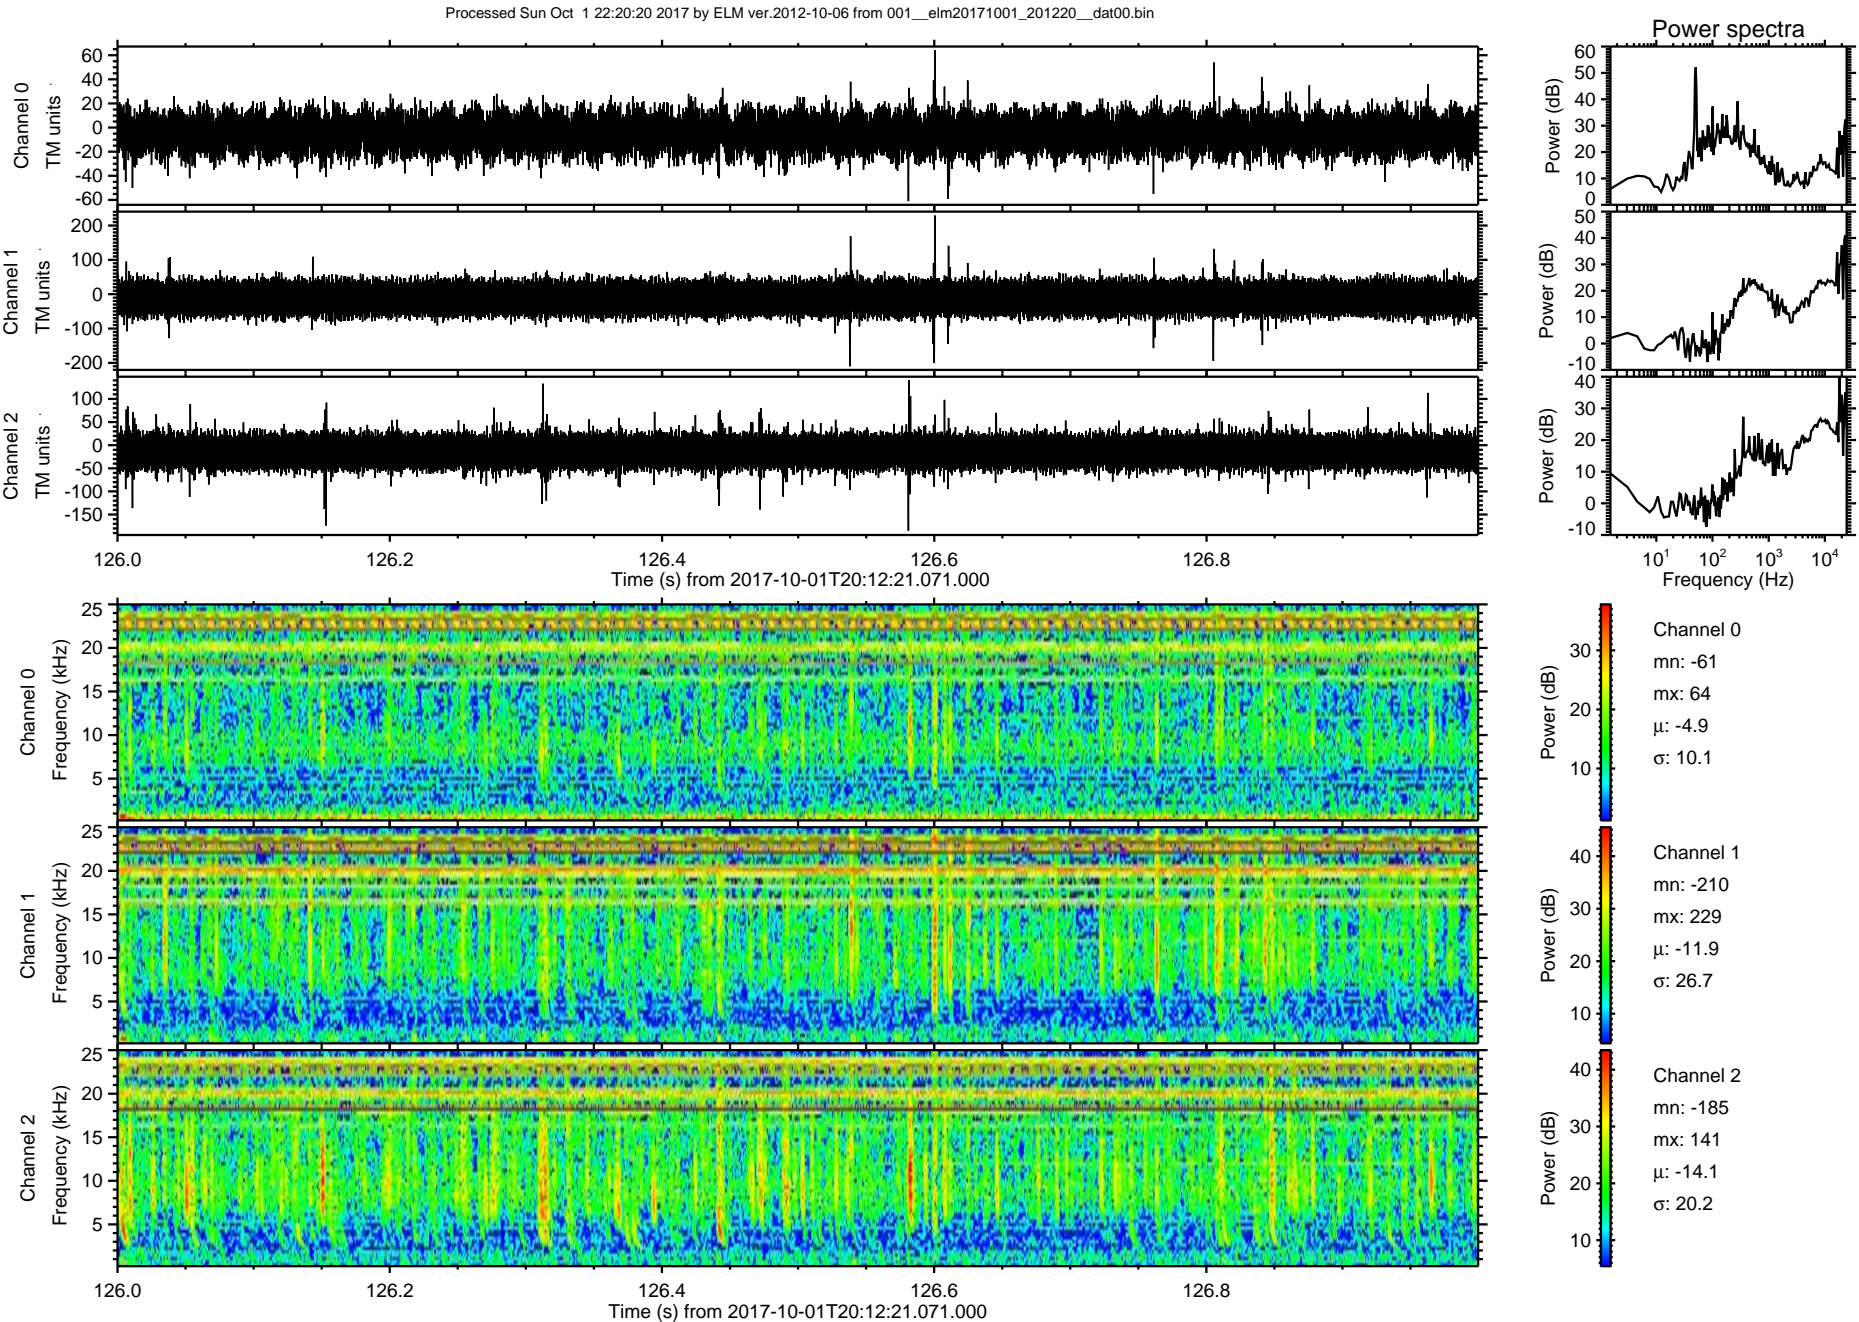 Processed Sun Oct  1 22:20:20 2017 by ELM ver.2012-10-06 from 001__elm20171001_201220__dat00.bin
Power spectra
Channel 0
TM units
60
40
20
0
-20
-40
-60
Power (dB)
60
50
40
30
20
10
0
Channel 1
TM units
200
100
0
-100
-200
Power (dB)
50
40
30
20
10
0
-10
Channel 2
TM units
100
50
0
-50
-100
-150
Power (dB)
40
30
20
10
0
-10
126.0 126.2 126.4 126.6 126.8
Time (s) from 2017-10-01T20:12:21.071.000
10¹ 10² 10³ 10⁴
Frequency (Hz)
Channel 0
Frequency (kHz)
25
20
15
10
5
Power (dB)
30
20
10
Channel 0
mn: -61
mx: 64
µ: -4.9
σ: 10.1
Channel 1
Frequency (kHz)
25
20
15
10
5
Power (dB)
40
30
20
10
Channel 1
mn: -210
mx: 229
µ: -11.9
σ: 26.7
Channel 2
Frequency (kHz)
25
20
15
10
5
Power (dB)
40
30
20
10
Channel 2
mn: -185
mx: 141
µ: -14.1
σ: 20.2
126.0 126.2 126.4 126.6 126.8
Time (s) from 2017-10-01T20:12:21.071.000